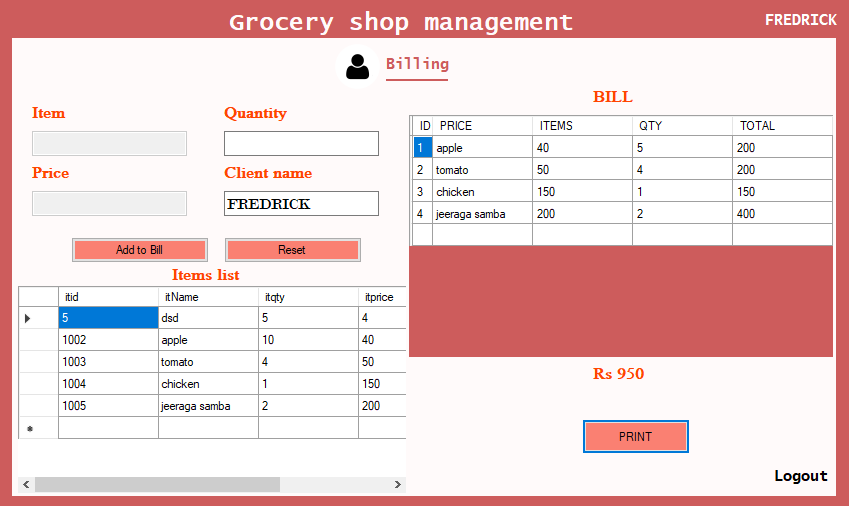 Grocery shop management
FREDRICK
Billing
Item
Quantity
Price
Client name
FREDRICK
Add to Bill
Reset
Items list
itid itName itqty itprice
5 dsd 5 4
1002 apple 10 40
1003 tomato 4 50
1004 chicken 1 150
1005 jeeraga samba 2 200
BILL
ID PRICE ITEMS QTY TOTAL
1 apple 40 5 200
2 tomato 50 4 200
3 chicken 150 1 150
4 jeeraga samba 200 2 400
Rs 950
PRINT
Logout